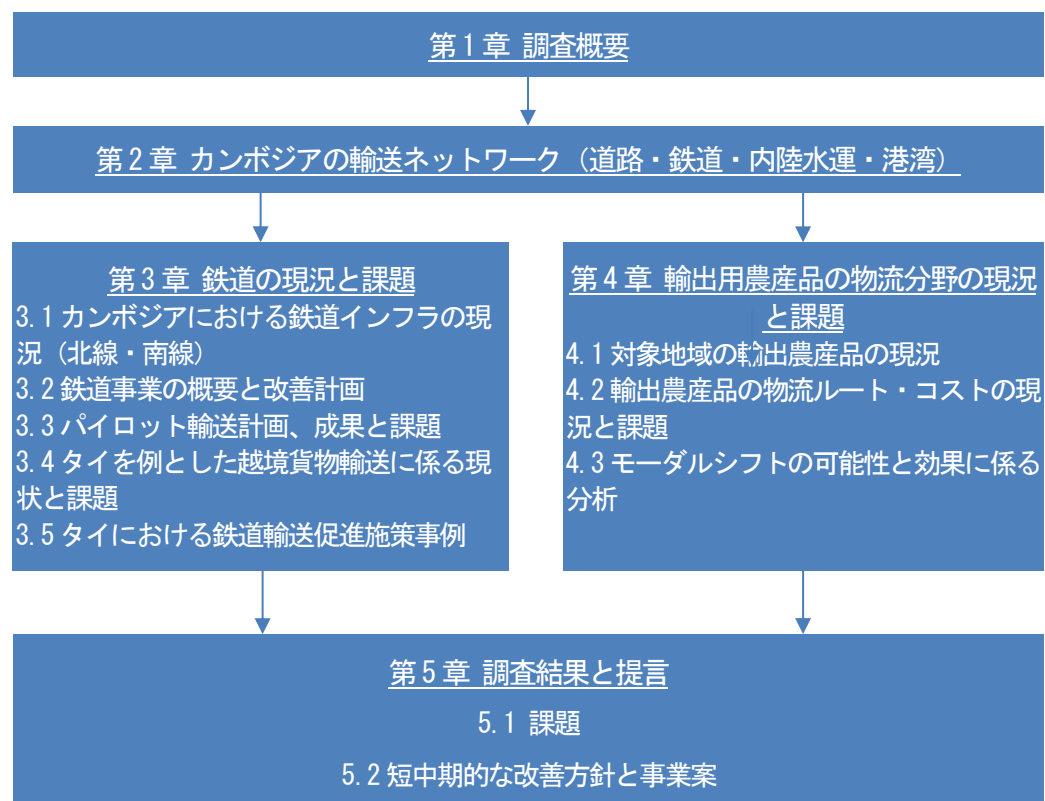 第1章 調査概要
第2章 カンボジアの輸送ネットワーク（道路・鉄道・内陸水運・港湾）
第3章 鉄道の現況と課題
3.1 カンボジアにおける鉄道インフラの現
況（北線・南線）
3.2 鉄道事業の概要と改善計画
3.3 パイロット輸送計画、成果と課題
3.4 タイを例とした越境貨物輸送に係る現
状と課題
3.5 タイにおける鉄道輸送促進施策事例
第4章 輸出用農産品の物流分野の現況
と課題
4.1 対象地域の輸出農産品の現況
4.2 輸出農産品の物流ルート・コストの現
況と課題
4.3 モーダルシフトの可能性と効果に係る
分析
第5章 調査結果と提言
5.1 課題
5.2 短中期的な改善方針と事業案